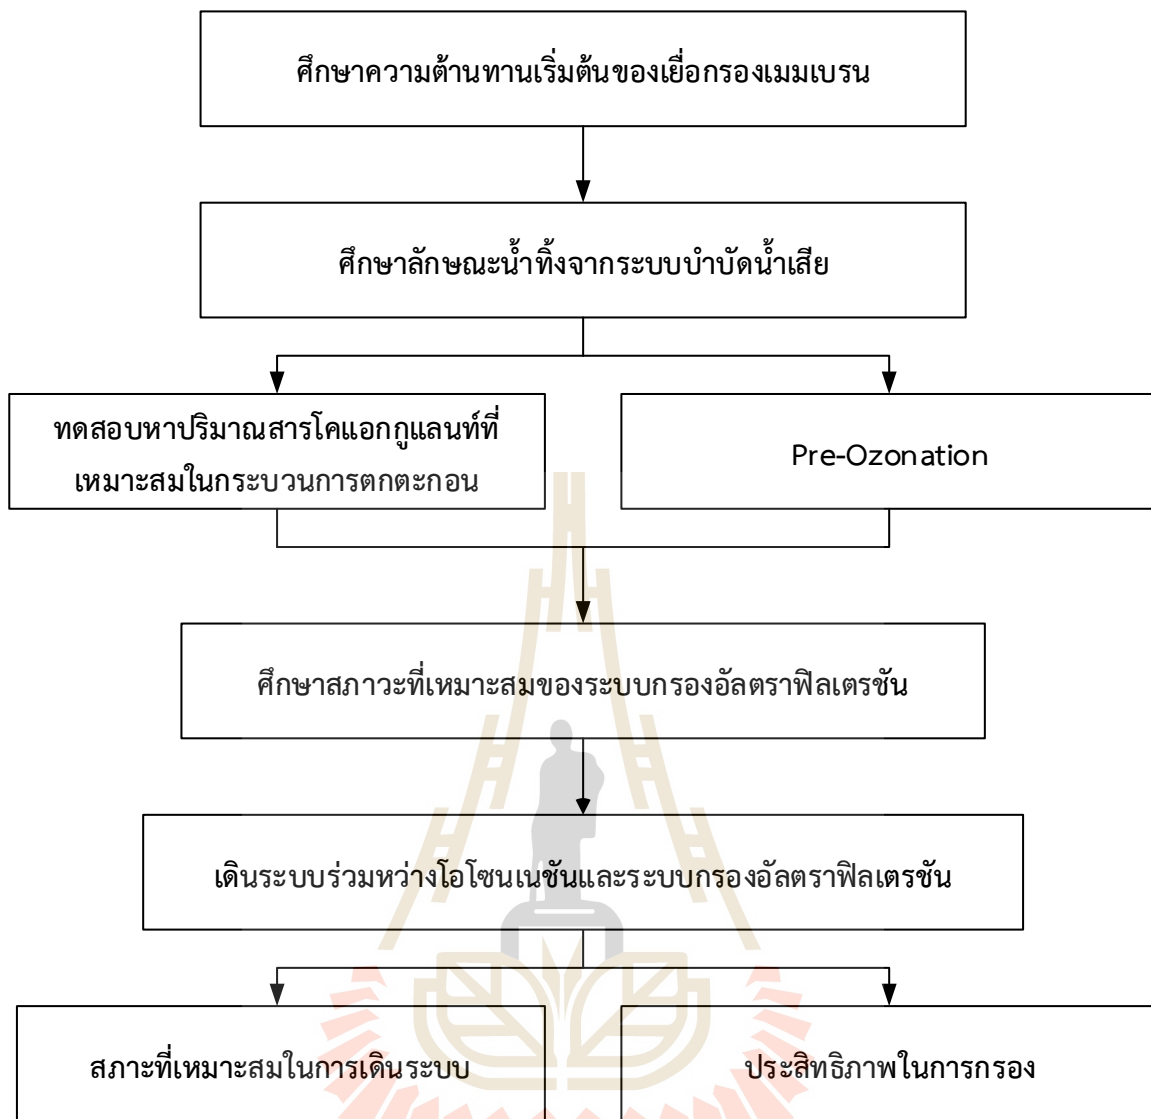 ศึกษาความต้านทานเริ่มต้นของเยื่อกรองเมมเบรน
ศึกษาลักษณะน้ำทิ้งจากระบบบำบัดน้ำเสีย
ทดสอบหาปริมาณสารโคแอกกูแลนท์ที่
เหมาะสมในกระบวนการตกตะกอน
Pre-Ozonation
ศึกษาสภาวะที่เหมาะสมของระบบกรองอัลตราฟิลเตรชัน
เดินระบบร่วมหว่างโอโซนเนชันและระบบกรองอัลตราฟิลเตรชัน
สภาะที่เหมาะสมในการเดินระบบ
ประสิทธิภาพในการกรอง